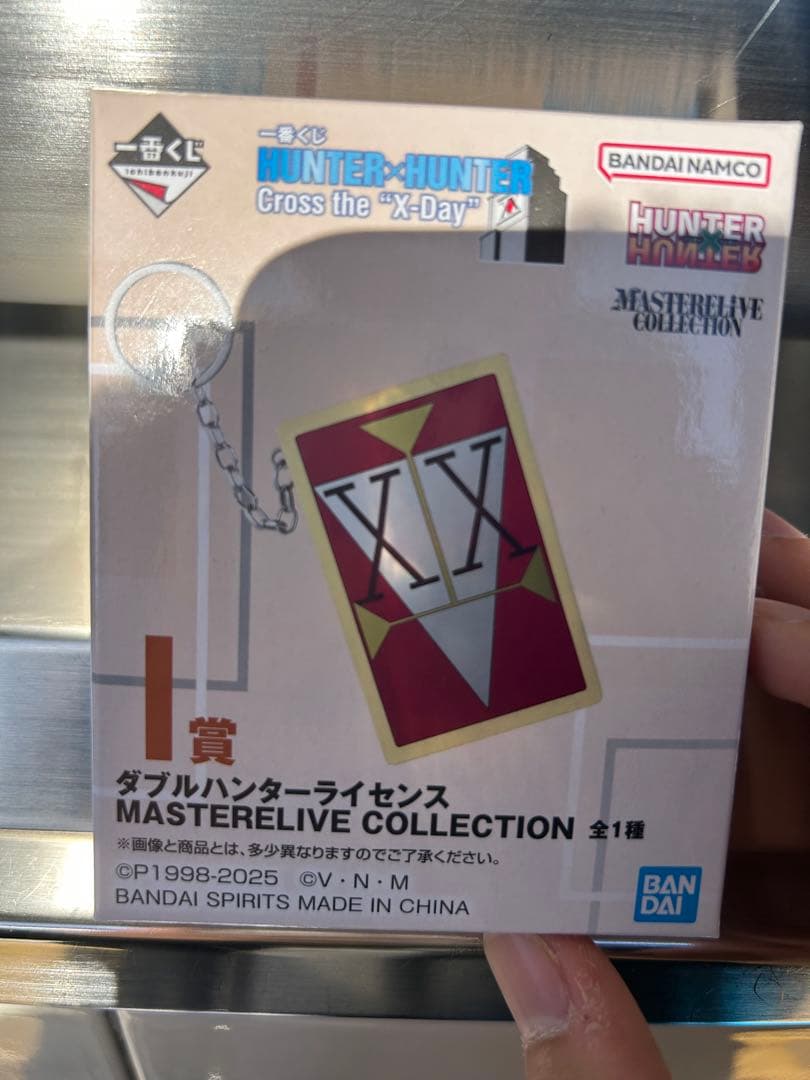 一番くじ
ichibankuji
一番くじ
HUNTER×HUNTER
Cross the “X-Day”
BANDAI NAMCO
HUNTER
×
HUNTER
MASTERELIVE
COLLECTION
X X
I賞
ダブルハンターライセンス
MASTERELIVE COLLECTION 全1種
※画像と商品とは、多少異なりますのでご了承ください。
©P1998-2025 ©V・N・M
BANDAI SPIRITS MADE IN CHINA
BAN
DAI